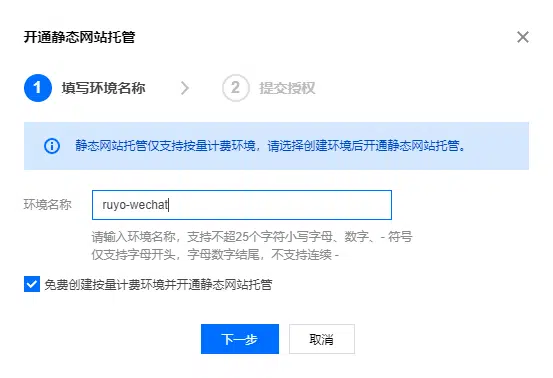 开通静态网站托管
1 填写环境名称 2 提交授权
静态网站托管仅支持按量计费环境，请选择创建环境后开通静态网站托管。
环境名称 ruyo-wechat
请输入环境名称，支持不超25个字符小写字母、数字、- 符号
仅支持字母开头，字母数字结尾，不支持连续 -
免费创建按量计费环境并开通静态网站托管
下一步 取消